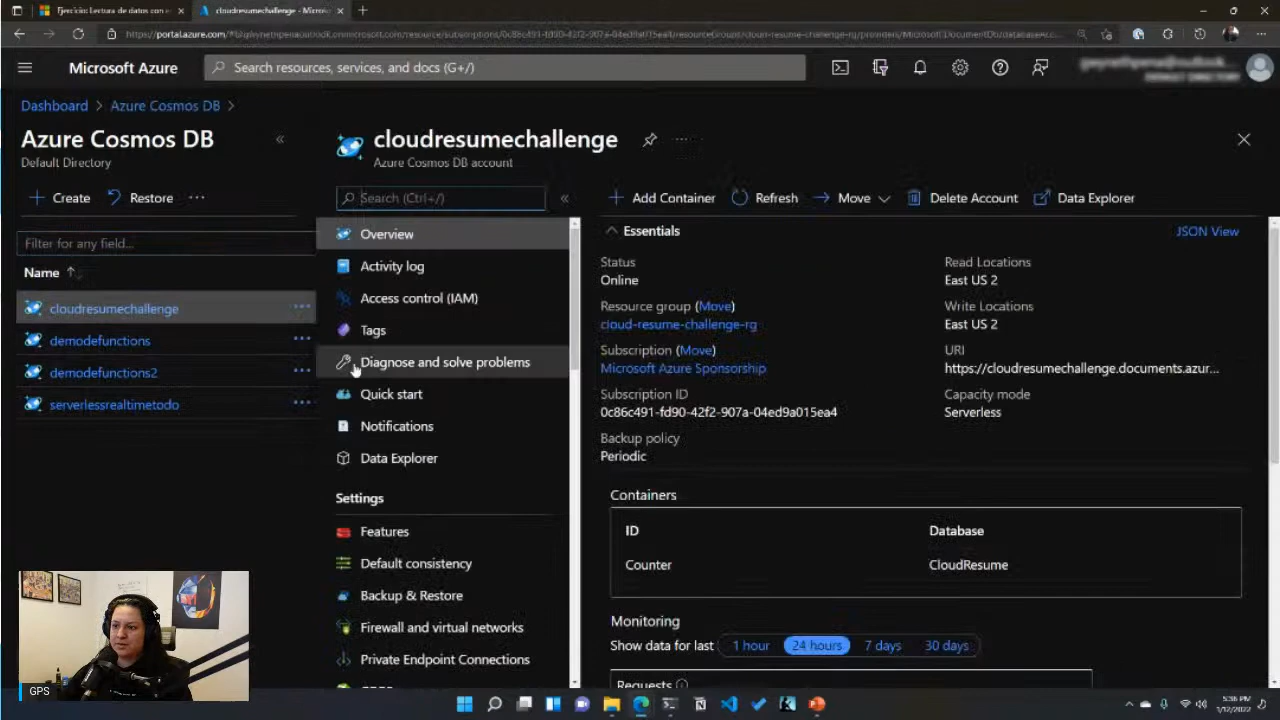 Ejercicio: Lectura de datos con e
cloudresumechallenge - Micros
Microsoft Azure
Search resources, services, and docs (G+/)
Dashboard > Azure Cosmos DB >
Azure Cosmos DB
Default Directory
Create
Restore
Filter for any field...
Name
cloudresumechallenge
demodefunctions
demodefunctions2
serverlessrealtimetodo
cloudresumechallenge
Azure Cosmos DB account
Search (Ctrl+/)
Overview
Activity log
Access control (IAM)
Tags
Diagnose and solve problems
Quick start
Notifications
Data Explorer
Settings
Features
Default consistency
Backup & Restore
Firewall and virtual networks
Private Endpoint Connections
Add Container
Refresh
Move
Delete Account
Data Explorer
Essentials
JSON View
Status
Online
Resource group (Move)
cloud-resume-challenge-rg
Subscription (Move)
Microsoft Azure Sponsorship
Subscription ID
0c86c491-fd90-42f2-907a-04ed9a015ea4
Backup policy
Periodic
Read Locations
East US 2
Write Locations
East US 2
URI
https://cloudresumechallenge.documents.azur...
Capacity mode
Serverless
Containers
ID Database
Counter CloudResume
Monitoring
Show data for last 1 hour 24 hours 7 days 30 days
Requests
GPS
5:36 PM
1/12/2022